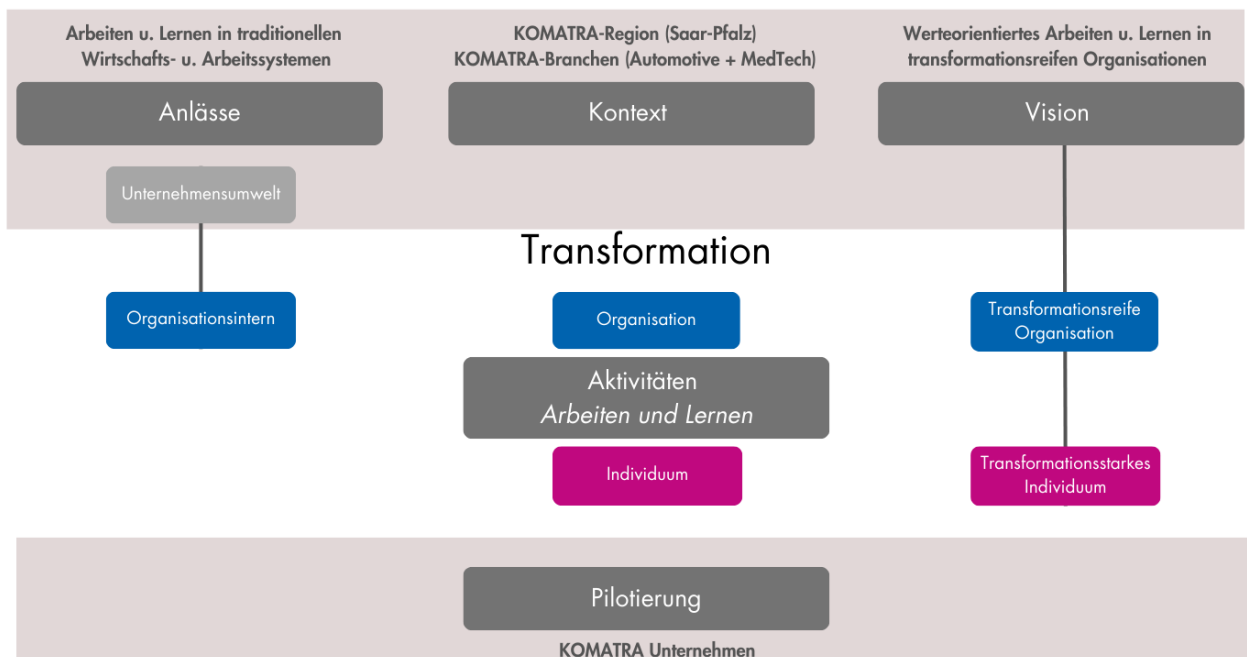 Arbeiten u. Lernen in traditionellen
Wirtschafts- u. Arbeitssystemen
KOMATRA-Region (Saar-Pfalz)
KOMATRA-Branchen (Automotive + MedTech)
Werteorientiertes Arbeiten u. Lernen in
transformationsreifen Organisationen
Anlässe
Kontext
Vision
Unternehmensumwelt
Transformation
Organisationsintern
Organisation
Transformationsreife
Organisation
Aktivitäten
Arbeiten und Lernen
Individuum
Transformationsstarkes
Individuum
Pilotierung
KOMATRA Unternehmen